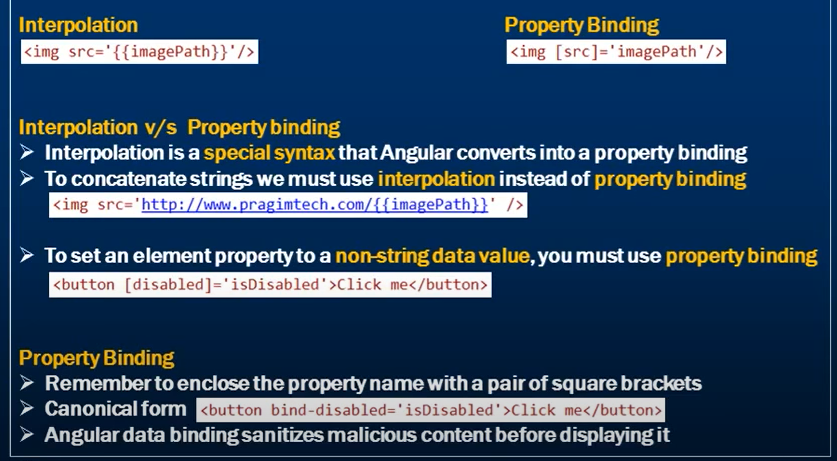 Interpolation
Property Binding
<img src='{{imagePath}}'/>
<img [src]='imagePath'/>
Interpolation v/s Property binding
➤ Interpolation is a special syntax that Angular converts into a property binding
➤ To concatenate strings we must use interpolation instead of property binding
<img src='http://www.pragimtech.com/{{imagePath}}' />
➤ To set an element property to a non-string data value, you must use property binding
<button [disabled]='isDisabled'>Click me</button>
Property Binding
➤ Remember to enclose the property name with a pair of square brackets
➤ Canonical form <button bind-disabled='isDisabled'>Click me</button>
➤ Angular data binding sanitizes malicious content before displaying it